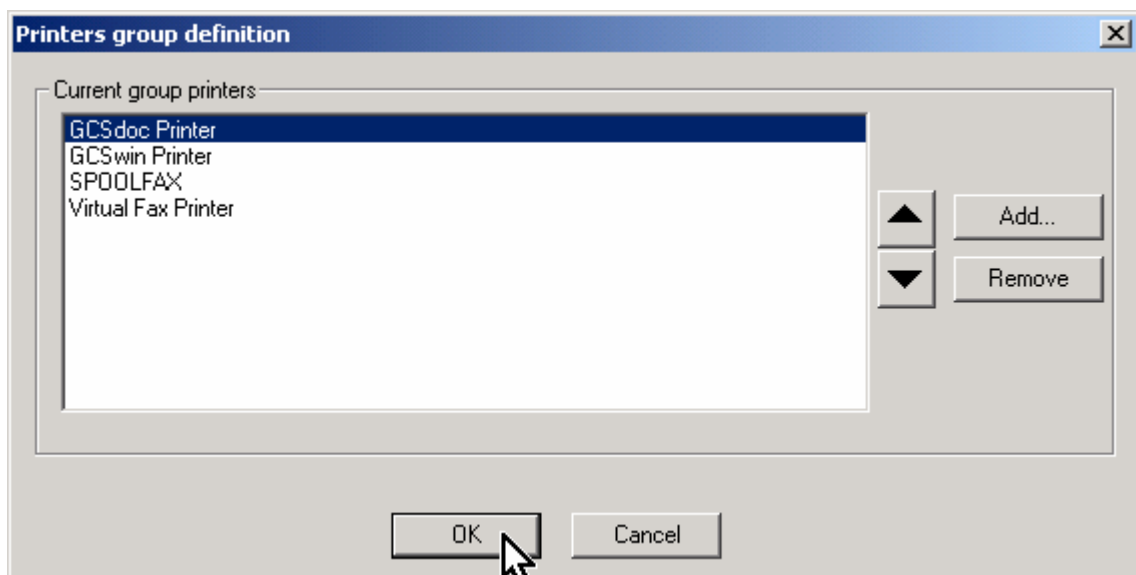 Printers group definition
Current group printers
GCSdoc Printer
GCSwin Printer
SPOOLFAX
Virtual Fax Printer
Add...
Remove
OK
Cancel